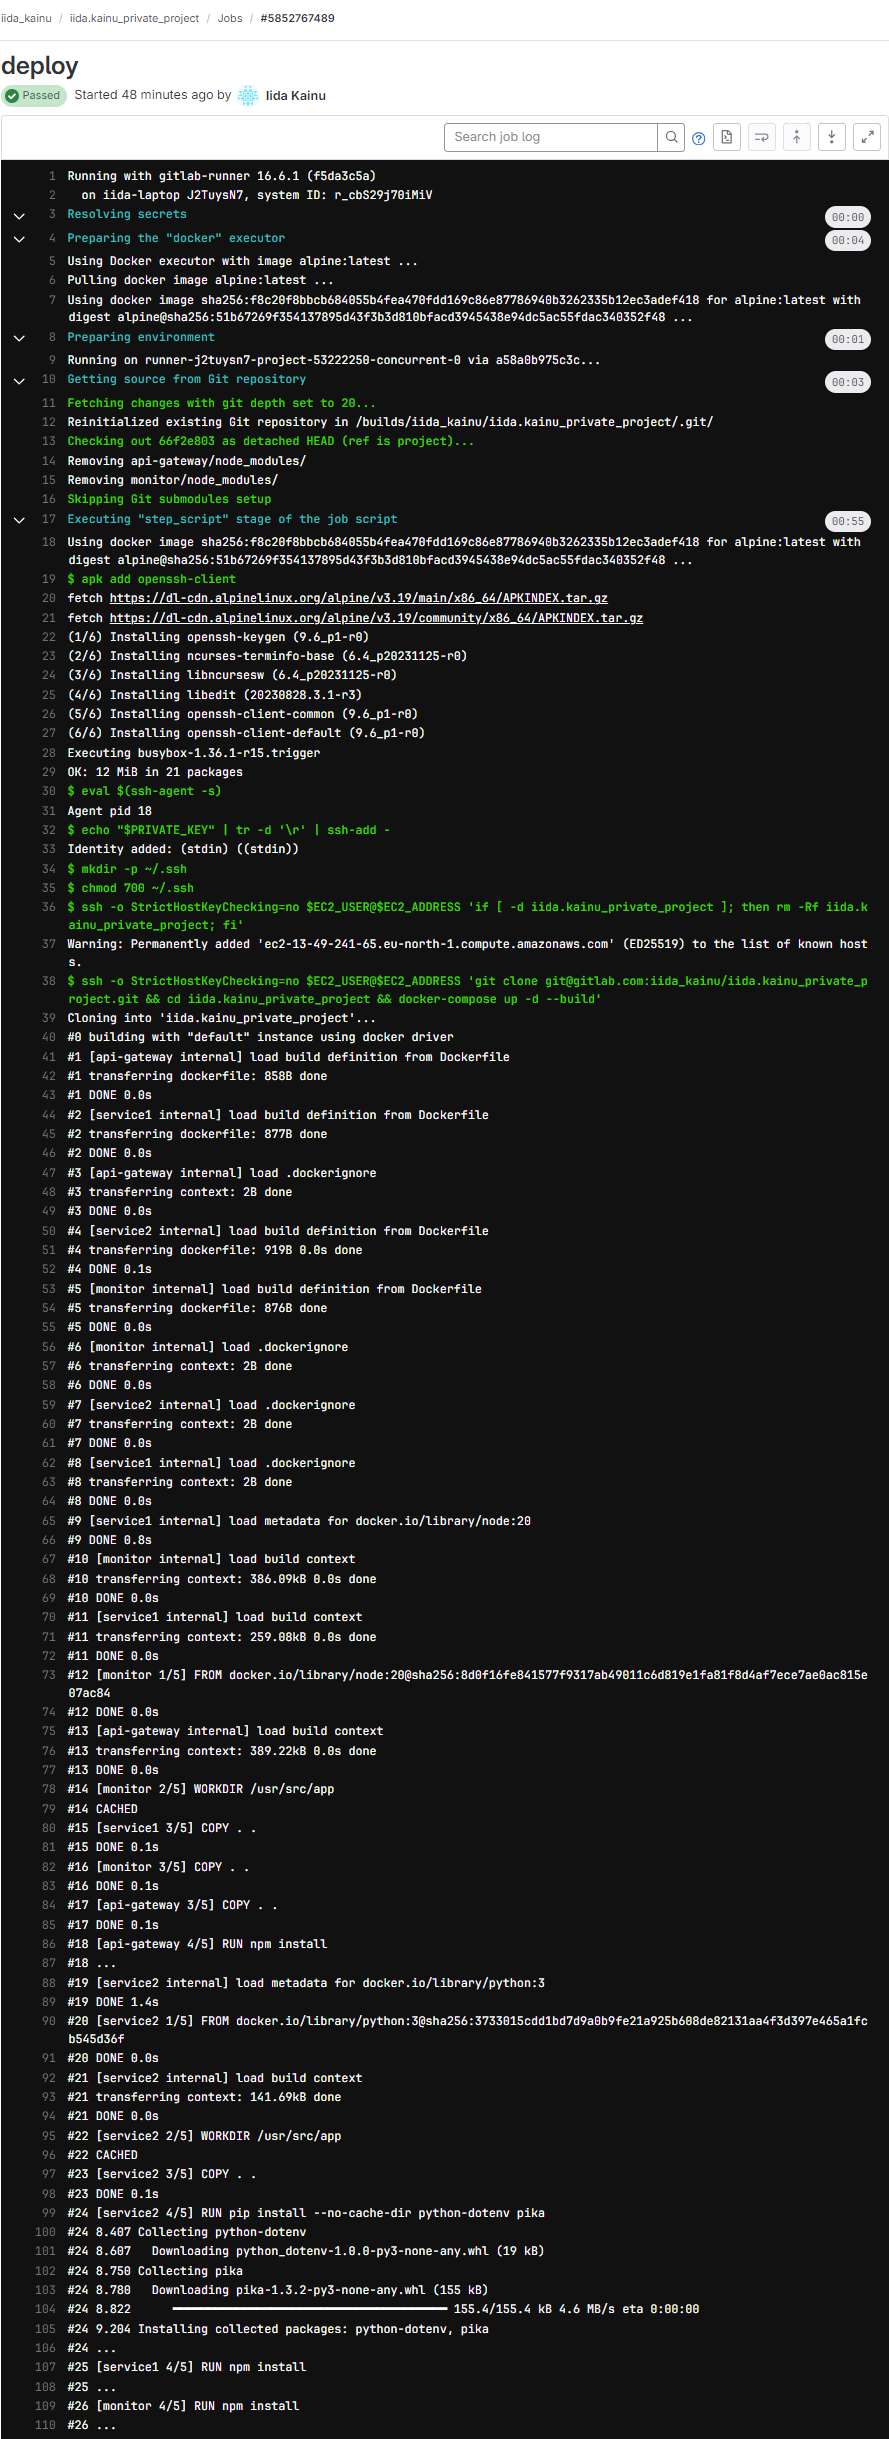 iida_kainu / iida.kainu_private_project / Jobs / #5852767489
deploy
Passed Started 48 minutes ago by Iida Kainu
Search job log
1 Running with gitlab-runner 16.6.1 (f5da3c5a)
2 on iida-laptop J2TuysN7, system ID: r_cbS29j70iMiV
3 Resolving secrets 00:00
4 Preparing the "docker" executor 00:04
5 Using Docker executor with image alpine:latest ...
6 Pulling docker image alpine:latest ...
7 Using docker image sha256:f8c20f8bbcb684055b4fea470fdd169c86e87786940b3262335b12ec3adef418 for alpine:latest with
digest alpine@sha256:51b67269f354137895d43f3b3d810bfacd3945438e94dc5ac55fdac340352f48 ...
8 Preparing environment 00:01
9 Running on runner-j2tuysn7-project-53222250-concurrent-0 via a58a0b975c3c...
10 Getting source from Git repository 00:03
11 Fetching changes with git depth set to 20...
12 Reinitialized existing Git repository in /builds/iida_kainu/iida.kainu_private_project/.git/
13 Checking out 66f2e803 as detached HEAD (ref is project)...
14 Removing api-gateway/node_modules/
15 Removing monitor/node_modules/
16 Skipping Git submodules setup
17 Executing "step_script" stage of the job script 00:55
18 Using docker image sha256:f8c20f8bbcb684055b4fea470fdd169c86e87786940b3262335b12ec3adef418 for alpine:latest with
digest alpine@sha256:51b67269f354137895d43f3b3d810bfacd3945438e94dc5ac55fdac340352f48 ...
19 $ apk add openssh-client
20 fetch https://dl-cdn.alpinelinux.org/alpine/v3.19/main/x86_64/APKINDEX.tar.gz
21 fetch https://dl-cdn.alpinelinux.org/alpine/v3.19/community/x86_64/APKINDEX.tar.gz
22 (1/6) Installing openssh-keygen (9.6_p1-r0)
23 (2/6) Installing ncurses-terminfo-base (6.4_p20231125-r0)
24 (3/6) Installing libncursesw (6.4_p20231125-r0)
25 (4/6) Installing libedit (20230828.3.1-r3)
26 (5/6) Installing openssh-client-common (9.6_p1-r0)
27 (6/6) Installing openssh-client-default (9.6_p1-r0)
28 Executing busybox-1.36.1-r15.trigger
29 OK: 12 MiB in 21 packages
30 $ eval $(ssh-agent -s)
31 Agent pid 18
32 $ echo "$PRIVATE_KEY" | tr -d '\r' | ssh-add -
33 Identity added: (stdin) ((stdin))
34 $ mkdir -p ~/.ssh
35 $ chmod 700 ~/.ssh
36 $ ssh -o StrictHostKeyChecking=no $EC2_USER@$EC2_ADDRESS 'if [ -d iida.kainu_private_project ]; then rm -Rf iida.k
ainu_private_project; fi'
37 Warning: Permanently added 'ec2-13-49-241-65.eu-north-1.compute.amazonaws.com' (ED25519) to the list of known host
s.
38 $ ssh -o StrictHostKeyChecking=no $EC2_USER@$EC2_ADDRESS 'git clone git@gitlab.com:iida_kainu/iida.kainu_private_p
roject.git && cd iida.kainu_private_project && docker-compose up -d --build'
39 Cloning into 'iida.kainu_private_project'...
40 #0 building with "default" instance using docker driver
41 #1 [api-gateway internal] load build definition from Dockerfile
42 #1 transferring dockerfile: 858B done
43 #1 DONE 0.0s
44 #2 [service1 internal] load build definition from Dockerfile
45 #2 transferring dockerfile: 877B done
46 #2 DONE 0.0s
47 #3 [api-gateway internal] load .dockerignore
48 #3 transferring context: 2B done
49 #3 DONE 0.0s
50 #4 [service2 internal] load build definition from Dockerfile
51 #4 transferring dockerfile: 919B 0.0s done
52 #4 DONE 0.1s
53 #5 [monitor internal] load build definition from Dockerfile
54 #5 transferring dockerfile: 876B done
55 #5 DONE 0.0s
56 #6 [monitor internal] load .dockerignore
57 #6 transferring context: 2B done
58 #6 DONE 0.0s
59 #7 [service2 internal] load .dockerignore
60 #7 transferring context: 2B done
61 #7 DONE 0.0s
62 #8 [service1 internal] load .dockerignore
63 #8 transferring context: 2B done
64 #8 DONE 0.0s
65 #9 [service1 internal] load metadata for docker.io/library/node:20
66 #9 DONE 0.8s
67 #10 [monitor internal] load build context
68 #10 transferring context: 386.09kB 0.0s done
69 #10 DONE 0.0s
70 #11 [service1 internal] load build context
71 #11 transferring context: 259.08kB 0.0s done
72 #11 DONE 0.0s
73 #12 [monitor 1/5] FROM docker.io/library/node:20@sha256:8d0f16fe841577f9317ab49011c6d819e1fa81f8d4af7ece7ae0ac815e
07ac84
74 #12 DONE 0.0s
75 #13 [api-gateway internal] load build context
76 #13 transferring context: 389.22kB 0.0s done
77 #13 DONE 0.0s
78 #14 [monitor 2/5] WORKDIR /usr/src/app
79 #14 CACHED
80 #15 [service1 3/5] COPY . .
81 #15 DONE 0.1s
82 #16 [monitor 3/5] COPY . .
83 #16 DONE 0.1s
84 #17 [api-gateway 3/5] COPY . .
85 #17 DONE 0.1s
86 #18 [api-gateway 4/5] RUN npm install
87 #18 ...
88 #19 [service2 internal] load metadata for docker.io/library/python:3
89 #19 DONE 1.4s
90 #20 [service2 1/5] FROM docker.io/library/python:3@sha256:3733015cdd1bd7d9a0b9fe21a925b608de82131aa4f3d397e465a1fc
b545d36f
91 #20 DONE 0.0s
92 #21 [service2 internal] load build context
93 #21 transferring context: 141.69kB done
94 #21 DONE 0.0s
95 #22 [service2 2/5] WORKDIR /usr/src/app
96 #22 CACHED
97 #23 [service2 3/5] COPY . .
98 #23 DONE 0.1s
99 #24 [service2 4/5] RUN pip install --no-cache-dir python-dotenv pika
100 #24 8.407 Collecting python-dotenv
101 #24 8.607 Downloading python_dotenv-1.0.0-py3-none-any.whl (19 kB)
102 #24 8.750 Collecting pika
103 #24 8.780 Downloading pika-1.3.2-py3-none-any.whl (155 kB)
104 #24 8.822 ━━━━━━━━━━━━━━━━━━━━━━━━━━━━━━━━━━━━━━━ 155.4/155.4 kB 4.6 MB/s eta 0:00:00
105 #24 9.204 Installing collected packages: python-dotenv, pika
106 #24 ...
107 #25 [service1 4/5] RUN npm install
108 #25 ...
109 #26 [monitor 4/5] RUN npm install
110 #26 ...